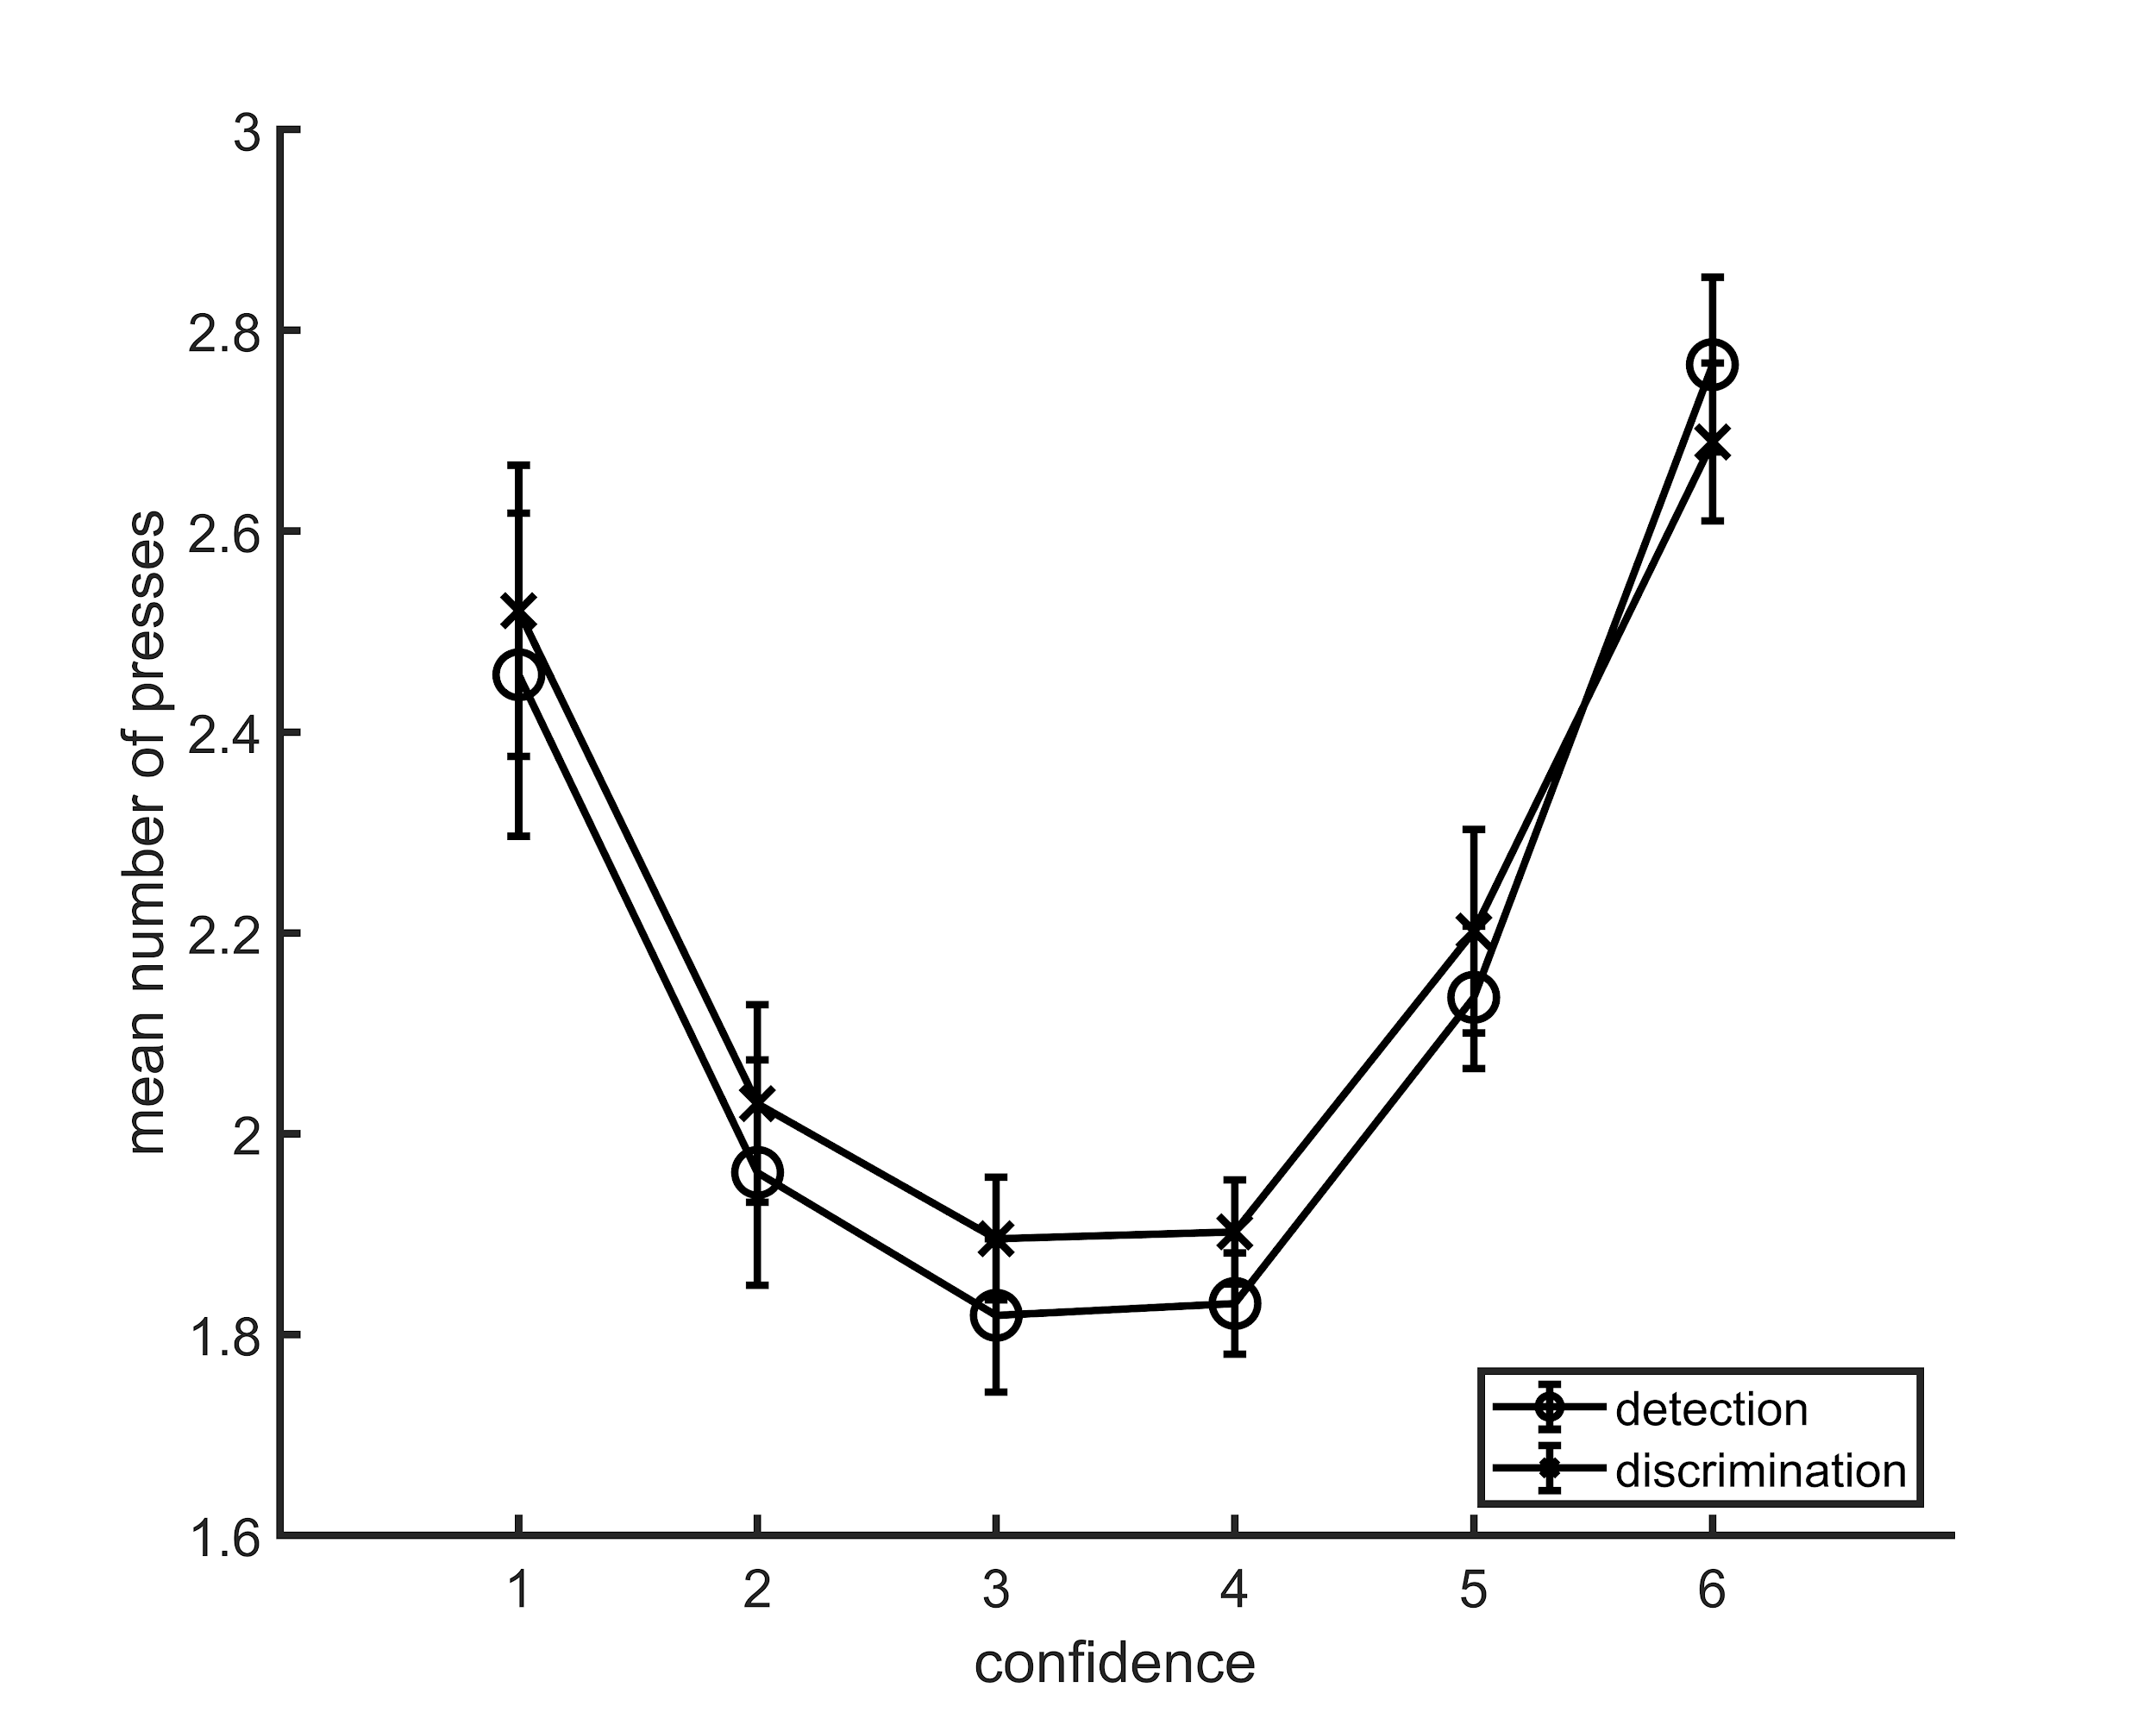 3
2.8
2.6
2.4
2.2
2
1.8
1.6
mean number of presses
1 2 3 4 5 6
confidence
detection
discrimination